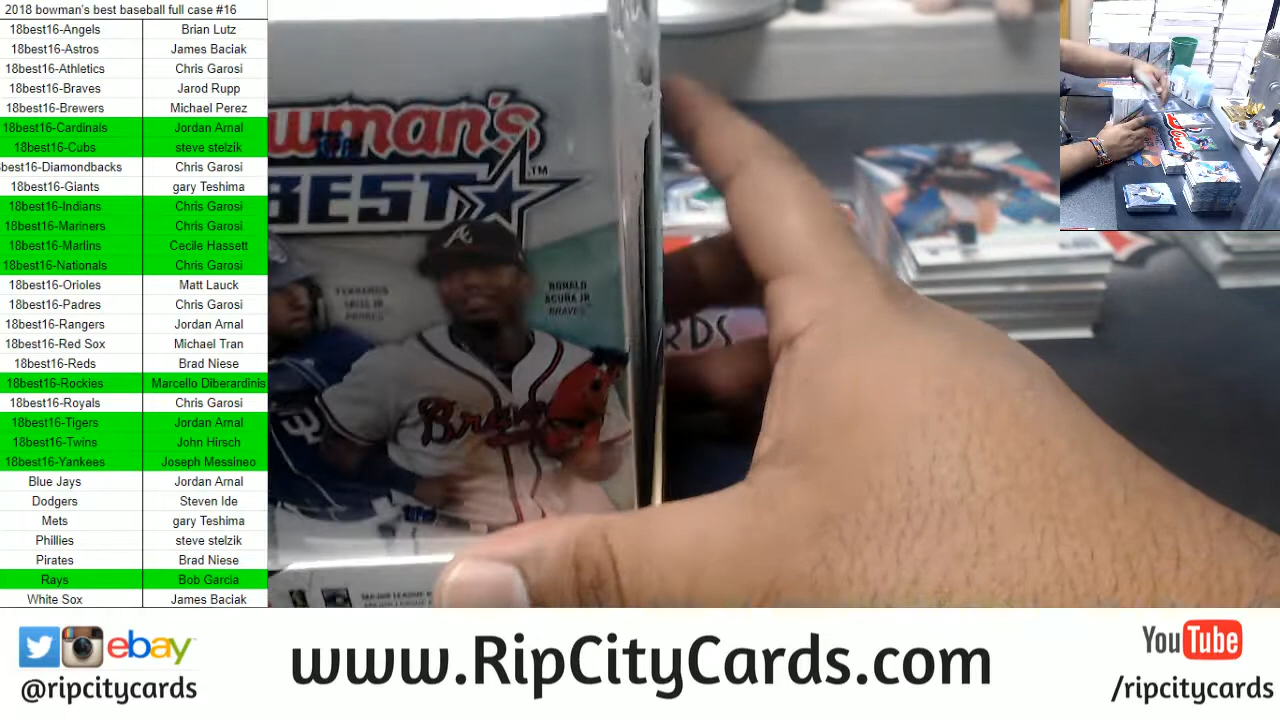 2018 bowman's best baseball full case #16
18best16-Angels Brian Lutz
18best16-Astros James Baciak
18best16-Athletics Chris Garosi
18best16-Braves Jarod Rupp
18best16-Brewers Michael Perez
18best16-Cardinals Jordan Arnal
18best16-Cubs steve stelzik
8best16-Diamondbacks Chris Garosi
18best16-Giants gary Teshima
18best16-Indians Chris Garosi
18best16-Mariners Chris Garosi
18best16-Marlins Cecile Hassett
18best16-Nationals Chris Garosi
18best16-Orioles Matt Lauck
18best16-Padres Chris Garosi
18best16-Rangers Jordan Arnal
18best16-Red Sox Michael Tran
18best16-Reds Brad Niese
18best16-Rockies Marcello Diberardinis
18best16-Royals Chris Garosi
18best16-Tigers Jordan Arnal
18best16-Twins John Hirsch
18best16-Yankees Joseph Messineo
Blue Jays Jordan Arnal
Dodgers Steven Ide
Mets gary Teshima
Phillies steve stelzik
Pirates Brad Niese
Rays Bob Garcia
White Sox James Baciak
wman's
BEST ™
RONALD
ACUÑA JR
BRAVES
A
Braves
RDS
ebay™
@ripcitycards
www.RipCityCards.com
YouTube
/ripcitycards